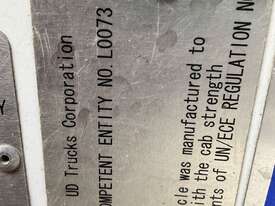 UD Trucks Corporation
OMPETENT ENTITY NO. L0073
cle was manufactured to
ith the cab strength
nts of UN/ECE REGULATION N
Y